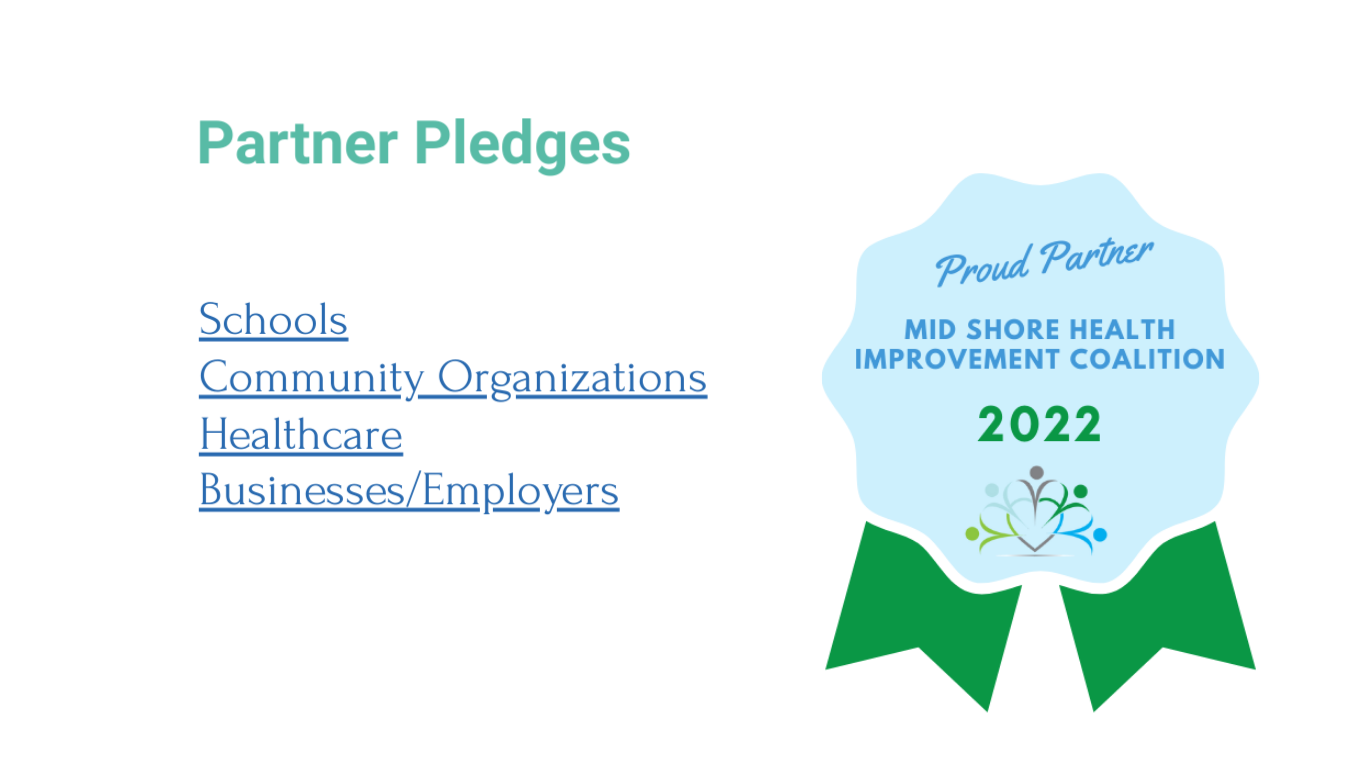 Partner Pledges
Schools
Community Organizations
Healthcare
Businesses/Employers
Proud Partner
MID SHORE HEALTH
IMPROVEMENT COALITION
2022